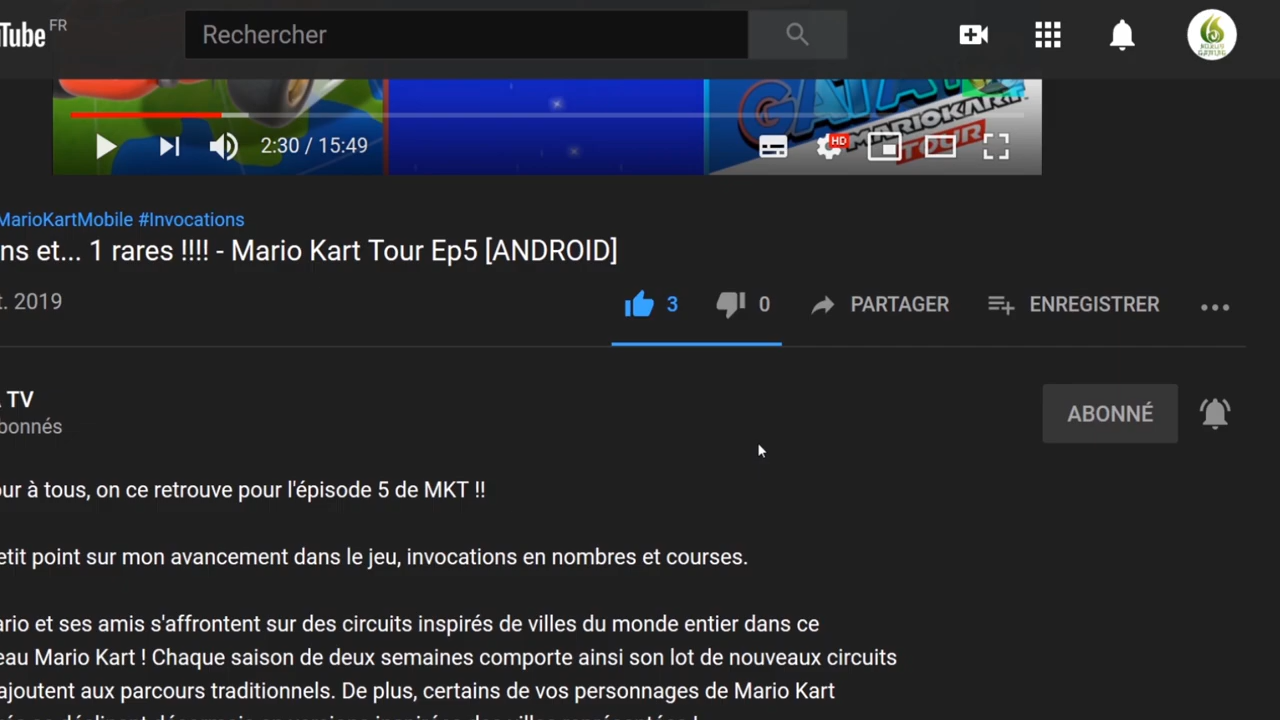 Tube FR
Rechercher
MARIOKART
TOUR
2:30 / 15:49
HD
MarioKartMobile #Invocations
ns et... 1 rares !!!! - Mario Kart Tour Ep5 [ANDROID]
t. 2019
3
0
PARTAGER
ENREGISTRER
TV
bonnés
ABONNÉ
ur à tous, on ce retrouve pour l'épisode 5 de MKT !!
etit point sur mon avancement dans le jeu, invocations en nombres et courses.
ario et ses amis s'affrontent sur des circuits inspirés de villes du monde entier dans ce
eau Mario Kart ! Chaque saison de deux semaines comporte ainsi son lot de nouveaux circuits
ajoutent aux parcours traditionnels. De plus, certains de vos personnages de Mario Kart